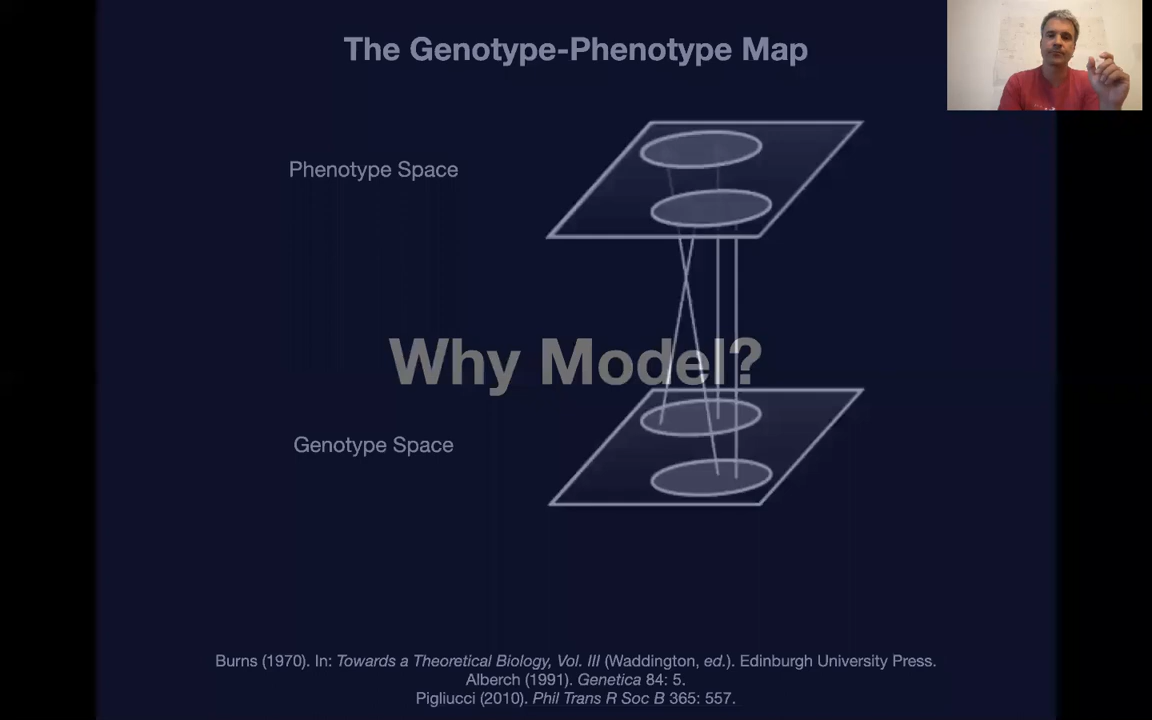 The Genotype-Phenotype Map
Phenotype Space
Why Model?
Genotype Space
Burns (1970). In: Towards a Theoretical Biology, Vol. III (Waddington, ed.). Edinburgh University Press.
Alberch (1991). Genetica 84: 5.
Pigliucci (2010). Phil Trans R Soc B 365: 557.